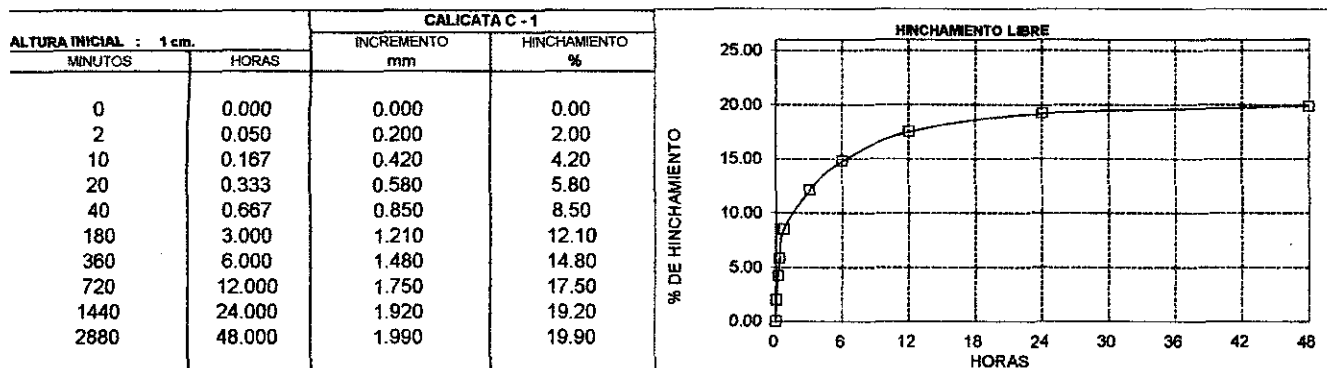 CALICATA C - 1
ALTURA INICIAL : 1 cm. INCREMENTO HINCHAMIENTO
MINUTOS HORAS mm %
0 0.000 0.000 0.00
2 0.050 0.200 2.00
10 0.167 0.420 4.20
20 0.333 0.580 5.80
40 0.667 0.850 8.50
180 3.000 1.210 12.10
360 6.000 1.480 14.80
720 12.000 1.750 17.50
1440 24.000 1.920 19.20
2880 48.000 1.990 19.90
HINCHAMIENTO LIBRE
% DE HINCHAMIENTO
25.00
20.00
15.00
10.00
5.00
0.00
0 6 12 18 24 30 36 42 48
HORAS